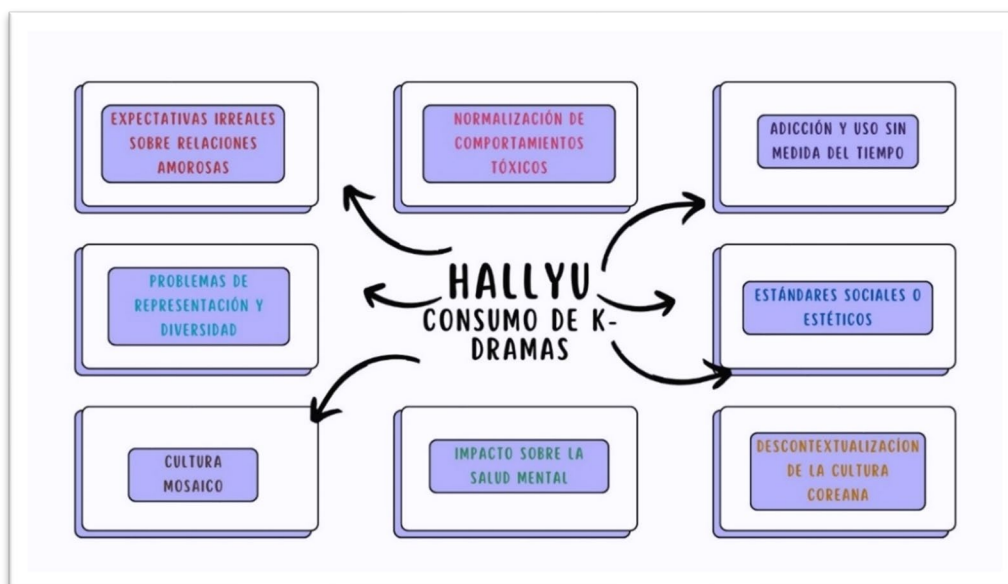 EXPECTATIVAS IRREALES
SOBRE RELACIONES
AMOROSAS
NORMALIZACIÓN DE
COMPORTAMIENTOS
TÓXICOS
ADICCIÓN Y USO SIN
MEDIDA DEL TIEMPO
PROBLEMAS DE
REPRESENTACIÓN Y
DIVERSIDAD
HALLYU
CONSUMO DE K-
DRAMAS
ESTÁNDARES SOCIALES O
ESTÉTICOS
CULTURA
MOSAICO
IMPACTO SOBRE LA
SALUD MENTAL
DESCONTEXTUALIZACÍON
DE LA CULTURA
COREANA